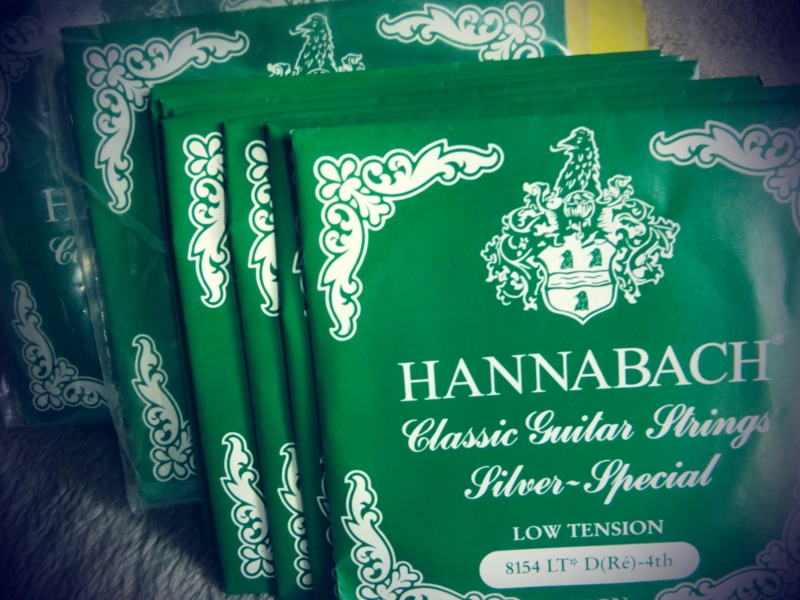 HANNABACH®
Classic Guitar Strings
Silver-Special
LOW TENSION
8154 LT* D(Ré)-4th